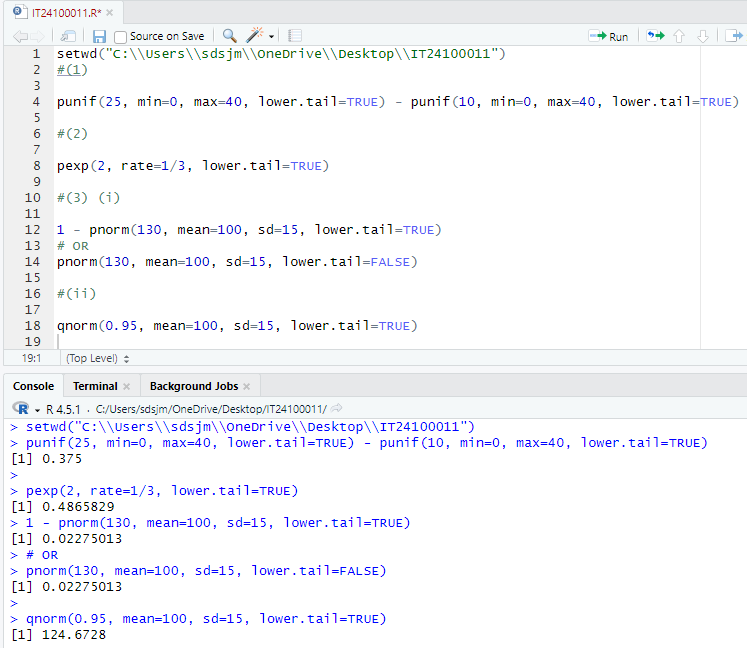 IT24100011.R*
Source on Save
Run
1 setwd("C:\\Users\\sdsjm\\OneDrive\\Desktop\\IT24100011")
2 #(1)
3
4 punif(25, min=0, max=40, lower.tail=TRUE) - punif(10, min=0, max=40, lower.tail=TRUE)
5
6 #(2)
7
8 pexp(2, rate=1/3, lower.tail=TRUE)
9
10 #(3) (i)
11
12 1 - pnorm(130, mean=100, sd=15, lower.tail=TRUE)
13 # OR
14 pnorm(130, mean=100, sd=15, lower.tail=FALSE)
15
16 #(ii)
17
18 qnorm(0.95, mean=100, sd=15, lower.tail=TRUE)
19
19:1 (Top Level)
Console Terminal Background Jobs
R R 4.5.1 · C:/Users/sdsjm/OneDrive/Desktop/IT24100011/
> setwd("C:\\Users\\sdsjm\\OneDrive\\Desktop\\IT24100011")
> punif(25, min=0, max=40, lower.tail=TRUE) - punif(10, min=0, max=40, lower.tail=TRUE)
[1] 0.375
>
> pexp(2, rate=1/3, lower.tail=TRUE)
[1] 0.4865829
> 1 - pnorm(130, mean=100, sd=15, lower.tail=TRUE)
[1] 0.02275013
> # OR
> pnorm(130, mean=100, sd=15, lower.tail=FALSE)
[1] 0.02275013
>
> qnorm(0.95, mean=100, sd=15, lower.tail=TRUE)
[1] 124.6728